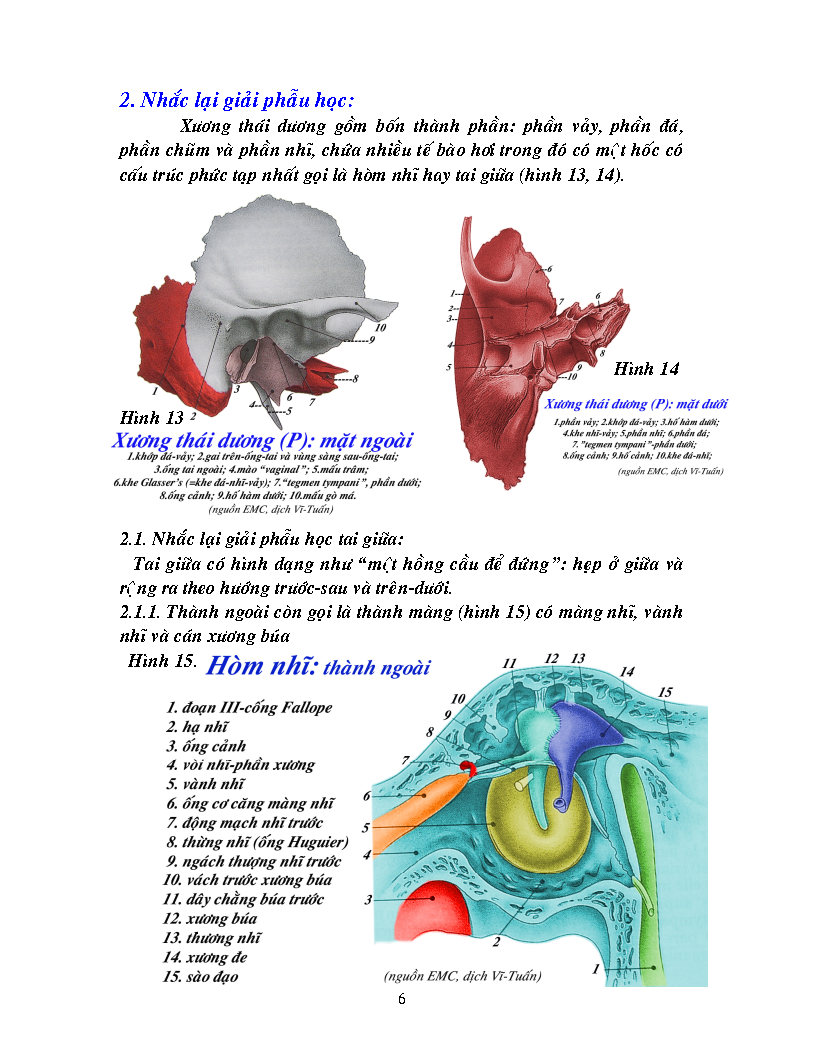 2. Nhắc lại giải phẫu học:
Xương thái dương gồm bốn thành phần: phần vảy, phần đá,
phần chũm và phần nhĩ, chứa nhiều tế bào hơi trong đó có một hốc có
cấu trúc phức tạp nhất gọi là hòm nhĩ hay tai giữa (hình 13, 14).
1
2
3
4
5
6
7
8
9
10
Hình 13
Xương thái dương (P): mặt ngoài
1.khớp đá-vảy; 2.gai trên-ống-tai và vùng sàng sau-ống-tai;
3.ống tai ngoài; 4.mào “vaginal”; 5.mấu trâm;
6.khe Glasser’s (=khe đá-nhĩ-vảy); 7.“tegmen tympani”, phần dưới;
8.ống cảnh; 9.hố hàm dưới; 10.mấu gò má.
(nguồn EMC, dịch Vĩ-Tuấn)
1
2
3
4
5
6
7
6
8
9
10
Hình 14
Xương thái dương (P): mặt dưới
1.phần vảy; 2.khớp đá-vảy; 3.hố hàm dưới;
4.khe nhĩ-vảy; 5.phần nhĩ; 6.phần đá;
7.”tegmen tympani”-phần dưới;
8.ống cảnh; 9.hố cảnh; 10.khe đá-nhĩ;
(nguồn EMC, dịch Vĩ-Tuấn)
2.1. Nhắc lại giải phẫu học tai giữa:
Tai giữa có hình dạng như “một hồng cầu để đứng”: hẹp ở giữa và
rộng ra theo hướng trước-sau và trên-dưới.
2.1.1. Thành ngoài còn gọi là thành màng (hình 15) có màng nhĩ, vành
nhĩ và cán xương búa
Hình 15. Hòm nhĩ: thành ngoài
1. đoạn III-cống Fallope
2. hạ nhĩ
3. ống cảnh
4. vòi nhĩ-phần xương
5. vành nhĩ
6. ống cơ căng màng nhĩ
7. động mạch nhĩ trước
8. thừng nhĩ (ống Huguier)
9. ngách thượng nhĩ trước
10. vách trước xương búa
11. dây chằng búa trước
12. xương búa
13. thương nhĩ
14. xương đe
15. sào đạo
11
12
13
14
15
10
9
8
7
6
5
4
3
2
1
(nguồn EMC, dịch Vĩ-Tuấn)
6